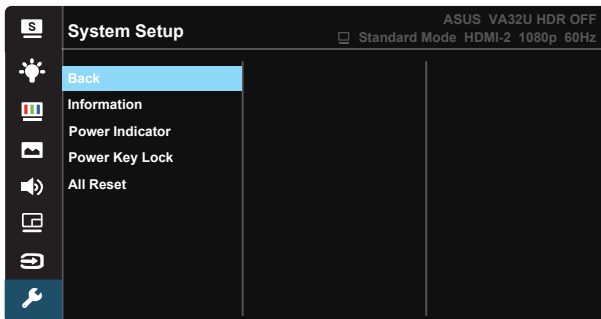 S
System Setup
ASUS VA32U HDR OFF
Standard Mode HDMI-2 1080p 60Hz
Back
Information
Power Indicator
Power Key Lock
All Reset